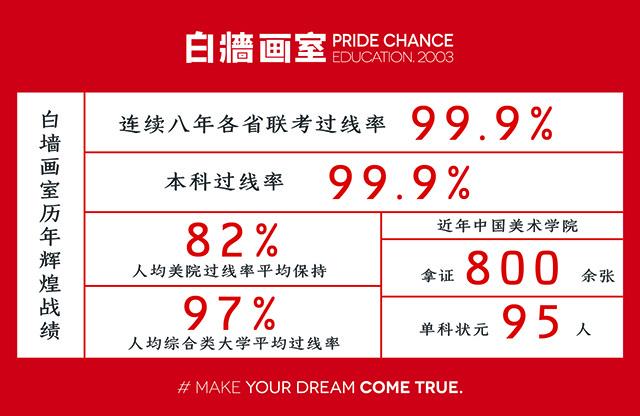 白墙画室 PRIDE CHANCE
EDUCATION.2003
白墙画室历年辉煌战绩
连续八年各省联考过线率 99.9%
本科过线率 99.9%
82%
人均美院过线率平均保持
97%
人均综合类大学平均过线率
近年中国美术学院
拿证 800 余张
单科状元 95 人
# MAKE YOUR DREAM COME TRUE.